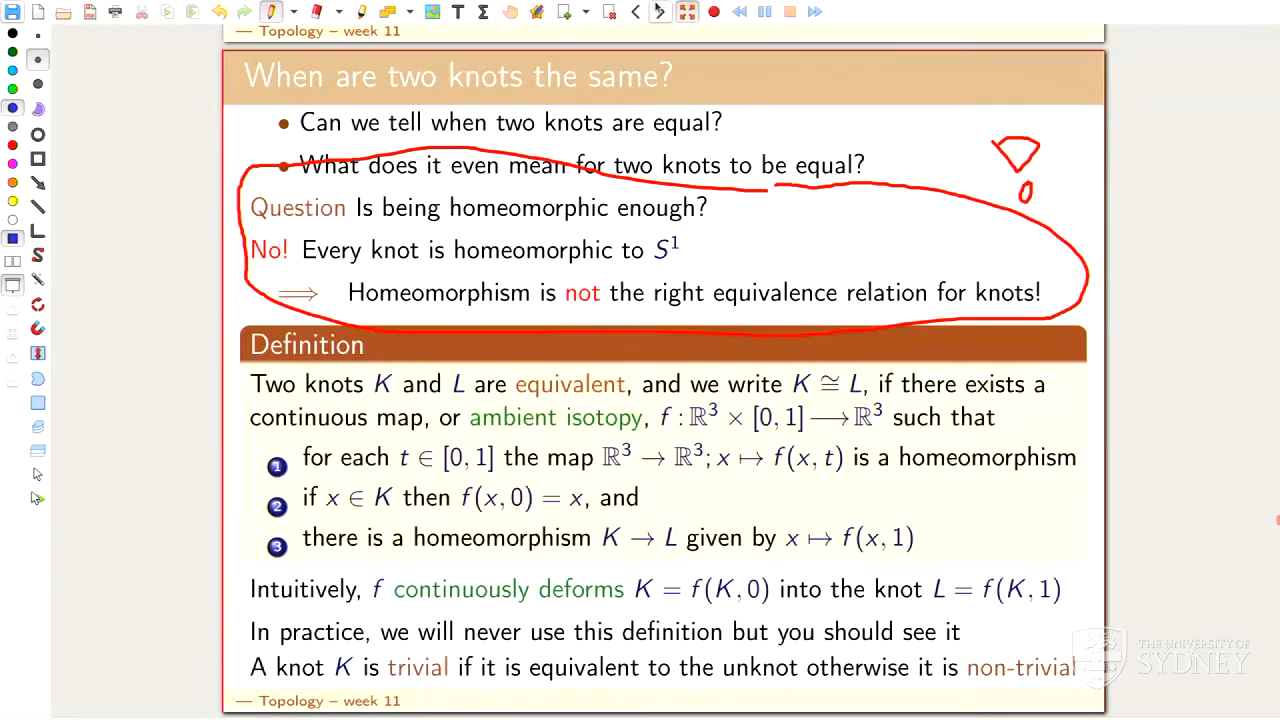 — Topology – week 11
When are two knots the same?
• Can we tell when two knots are equal?
• What does it even mean for two knots to be equal?
Question Is being homeomorphic enough?
No! Every knot is homeomorphic to S¹
⟹ Homeomorphism is not the right equivalence relation for knots!
Definition
Two knots K and L are equivalent, and we write K ≅ L, if there exists a
continuous map, or ambient isotopy, f : ℝ³ × [0, 1] ⟶ ℝ³ such that
1 for each t ∈ [0, 1] the map ℝ³ → ℝ³; x ↦ f(x, t) is a homeomorphism
2 if x ∈ K then f(x, 0) = x, and
3 there is a homeomorphism K → L given by x ↦ f(x, 1)
Intuitively, f continuously deforms K = f(K, 0) into the knot L = f(K, 1)
In practice, we will never use this definition but you should see it
A knot K is trivial if it is equivalent to the unknot otherwise it is non-trivial
— Topology – week 11
THE UNIVERSITY OF
SYDNEY